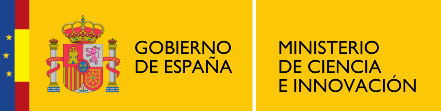 GOBIERNO
DE ESPAÑA
MINISTERIO
DE CIENCIA
E INNOVACIÓN